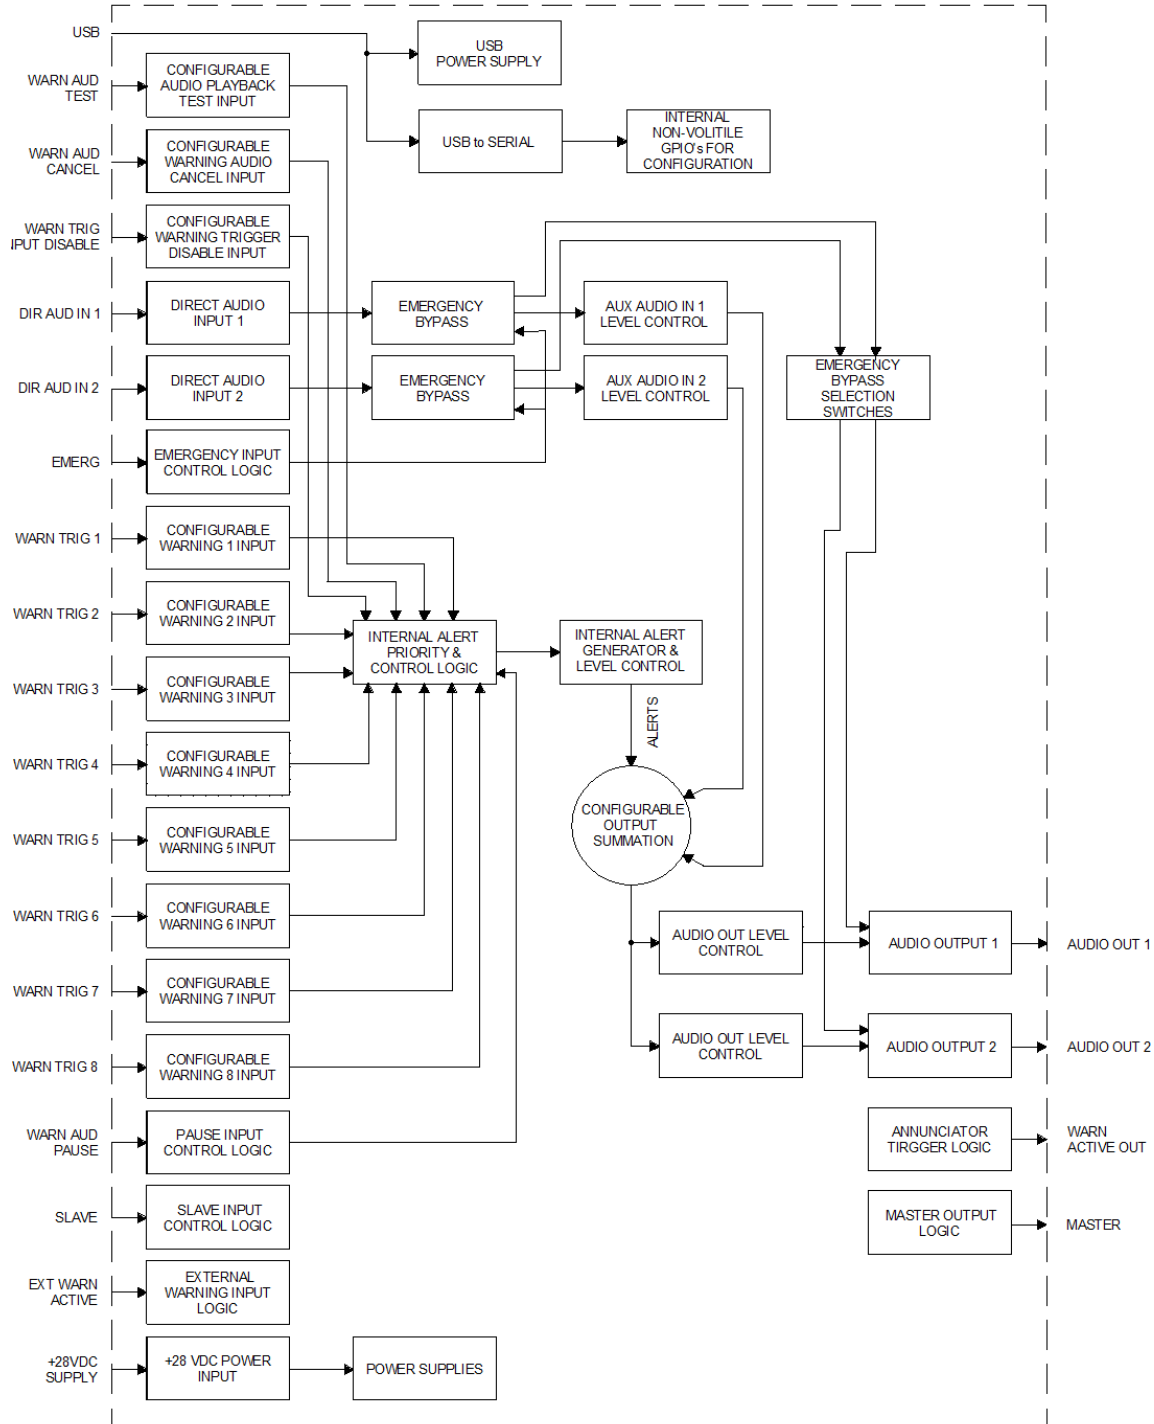 USB
USB
POWER SUPPLY
WARN AUD
TEST
CONFIGURABLE
AUDIO PLAYBACK
TEST INPUT
USB to SERIAL
INTERNAL
NON-VOLITILE
GPIO's FOR
CONFIGURATION
WARN AUD
CANCEL
CONFIGURABLE
WARNING AUDIO
CANCEL INPUT
WARN TRIG
IPUT DISABLE
CONFIGURABLE
WARNING TRIGGER
DISABLE INPUT
DIR AUD IN 1
DIRECT AUDIO
INPUT 1
EMERGENCY
BYPASS
AUX AUDIO IN 1
LEVEL CONTROL
DIR AUD IN 2
DIRECT AUDIO
INPUT 2
EMERGENCY
BYPASS
AUX AUDIO IN 2
LEVEL CONTROL
EMERGENCY
BYPASS
SELECTION
SWITCHES
EMERG
EMERGENCY INPUT
CONTROL LOGIC
WARN TRIG 1
CONFIGURABLE
WARNING 1 INPUT
WARN TRIG 2
CONFIGURABLE
WARNING 2 INPUT
INTERNAL ALERT
PRIORITY &
CONTROL LOGIC
INTERNAL ALERT
GENERATOR &
LEVEL CONTROL
WARN TRIG 3
CONFIGURABLE
WARNING 3 INPUT
ALERTS
WARN TRIG 4
CONFIGURABLE
WARNING 4 INPUT
CONFIGURABLE
OUTPUT
SUMMATION
WARN TRIG 5
CONFIGURABLE
WARNING 5 INPUT
WARN TRIG 6
CONFIGURABLE
WARNING 6 INPUT
AUDIO OUT LEVEL
CONTROL
AUDIO OUTPUT 1
AUDIO OUT 1
WARN TRIG 7
CONFIGURABLE
WARNING 7 INPUT
AUDIO OUT LEVEL
CONTROL
AUDIO OUTPUT 2
AUDIO OUT 2
WARN TRIG 8
CONFIGURABLE
WARNING 8 INPUT
WARN AUD
PAUSE
PAUSE INPUT
CONTROL LOGIC
ANNUNCIATOR
TIRGGER LOGIC
WARN
ACTIVE OUT
SLAVE
SLAVE INPUT
CONTROL LOGIC
MASTER OUTPUT
LOGIC
MASTER
EXT WARN
ACTIVE
EXTERNAL
WARNING INPUT
LOGIC
+28VDC
SUPPLY
+28 VDC POWER
INPUT
POWER SUPPLIES